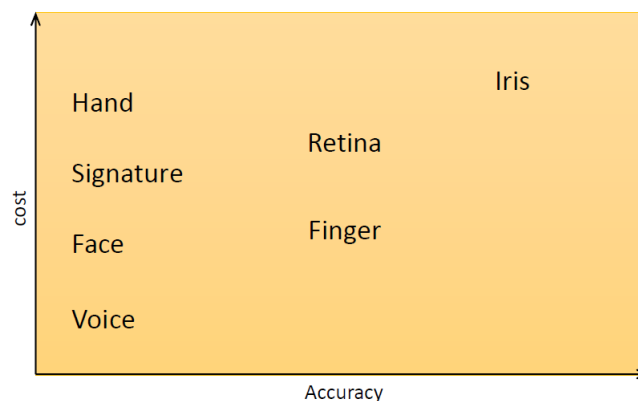 Iris
Hand
Retina
Signature
Finger
Face
Voice
cost
Accuracy